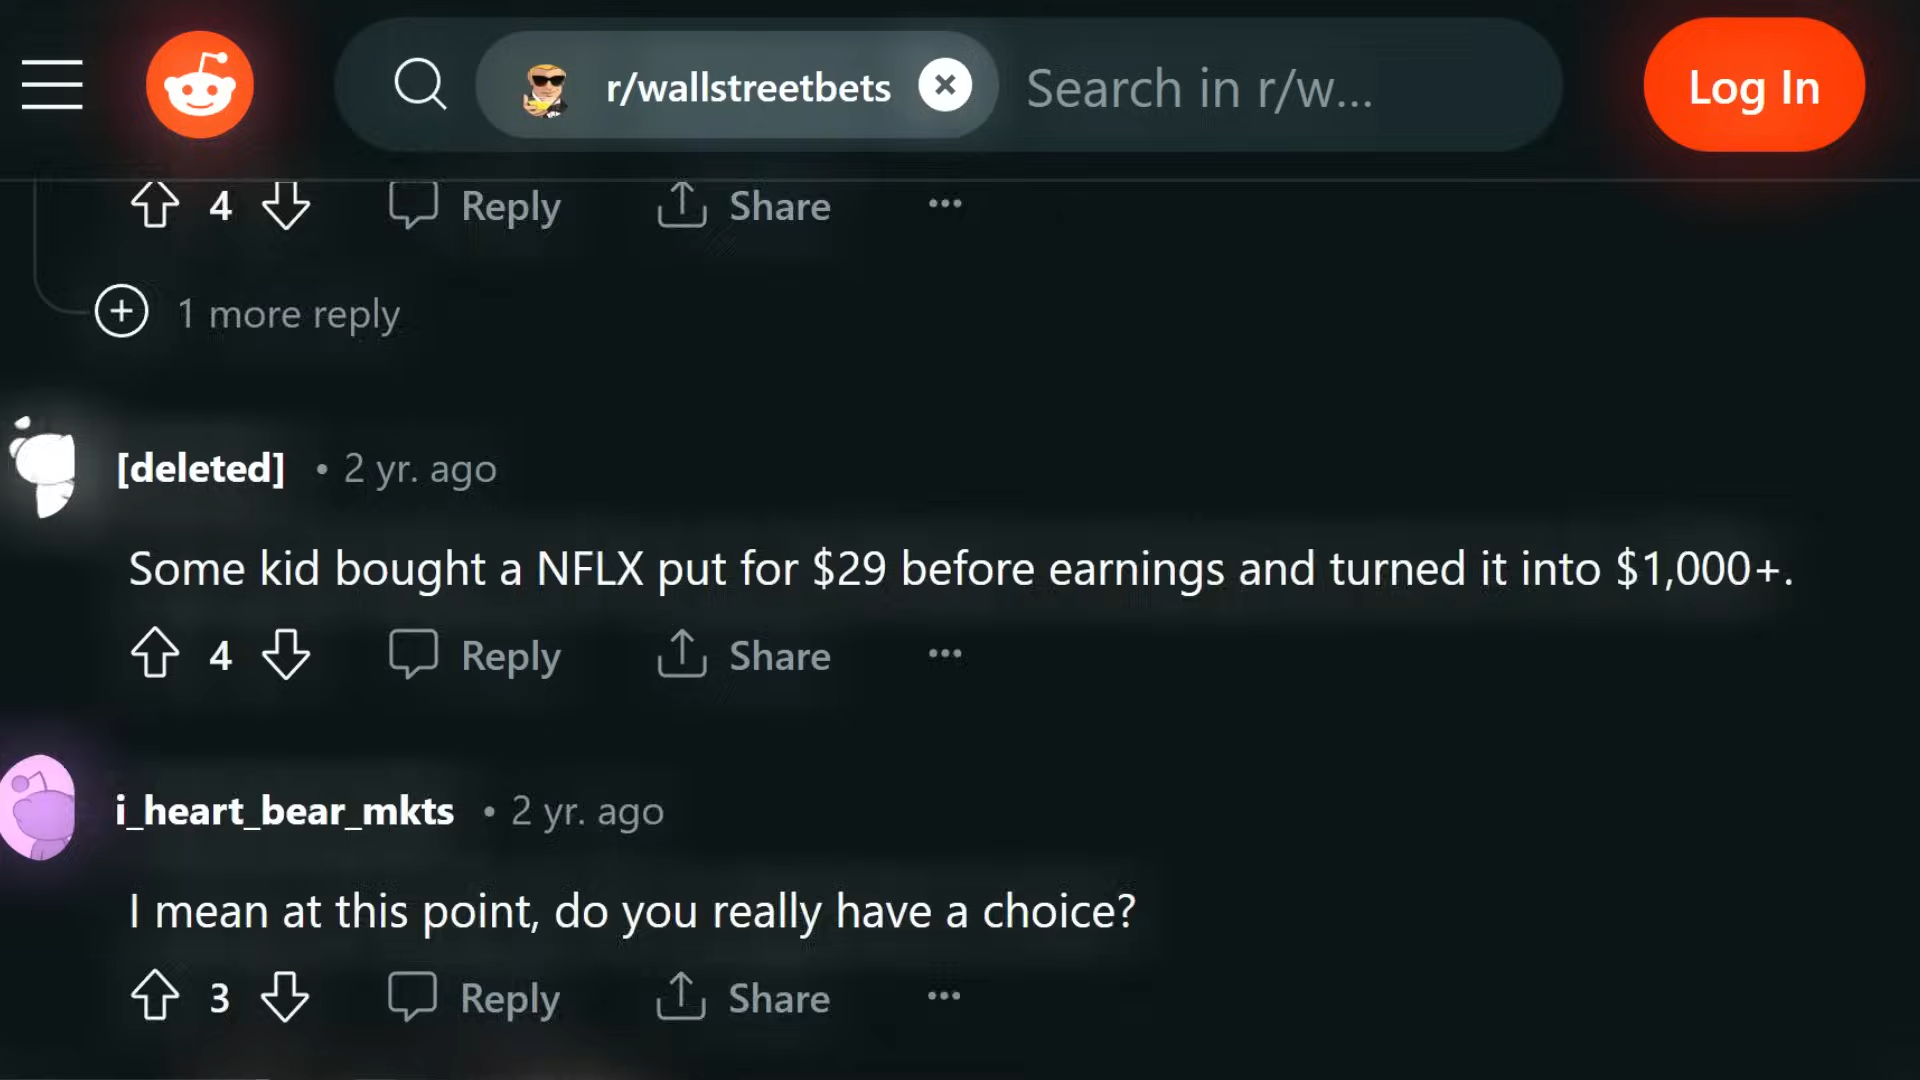 r/wallstreetbets Search in r/w... Log In
4 Reply Share
1 more reply
[deleted] • 2 yr. ago
Some kid bought a NFLX put for $29 before earnings and turned it into $1,000+.
4 Reply Share
i_heart_bear_mkts • 2 yr. ago
I mean at this point, do you really have a choice?
3 Reply Share